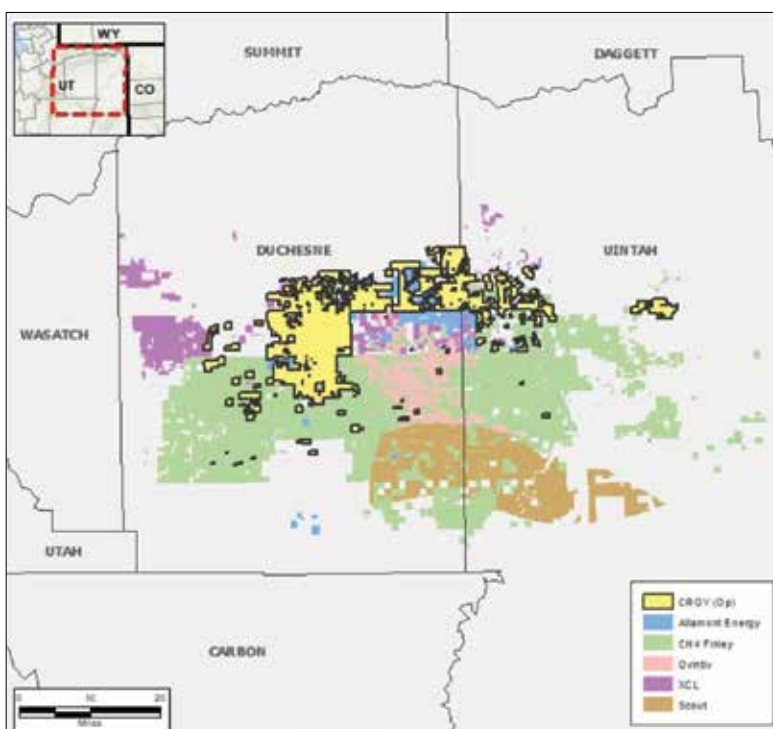 WY
UT
CO
SUMMIT
DAGGETT
DUCHESNE
UINTAH
WASATCH
UTAH
CARBON
CRGY (Op)
Altamont Energy
CH4 Finley
Ovintiv
XCL
Scout
0 10 20
Miles